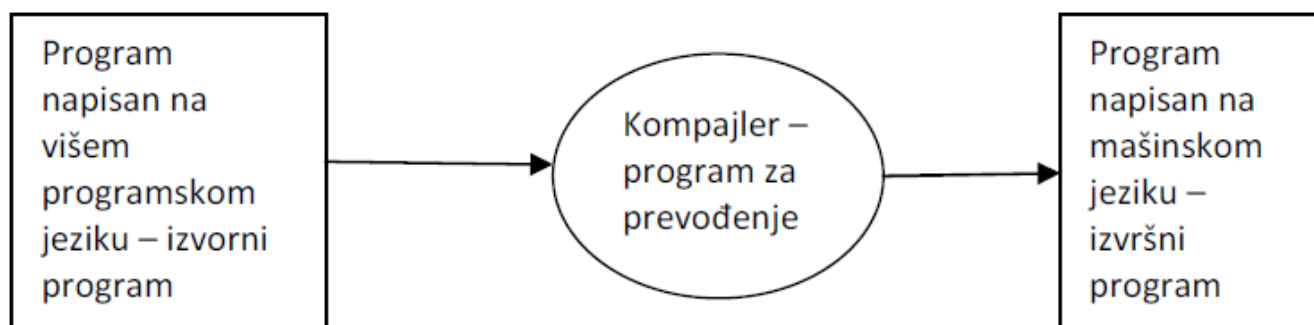 Program
napisan na
višem
programskom
jeziku – izvorni
program
Kompajler –
program za
prevođenje
Program
napisan na
mašinskom
jeziku –
izvršni
program